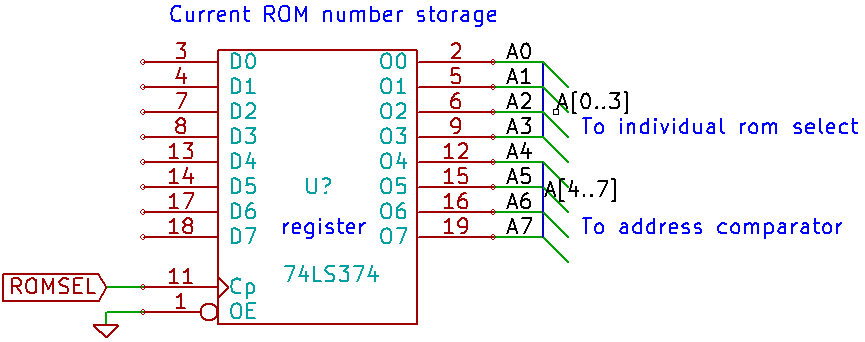 Current ROM number storage
3 D0 O0 2 A0
4 D1 O1 5 A1
7 D2 O2 6 A2 A[0..3]
8 D3 O3 9 A3 To individual rom select
13 D4 O4 12 A4
14 D5 U? O5 15 A5 A[4..7]
17 D6 O6 16 A6
18 D7 register O7 19 A7 To address comparator
74LS374
ROMSEL 11 Cp
1 OE